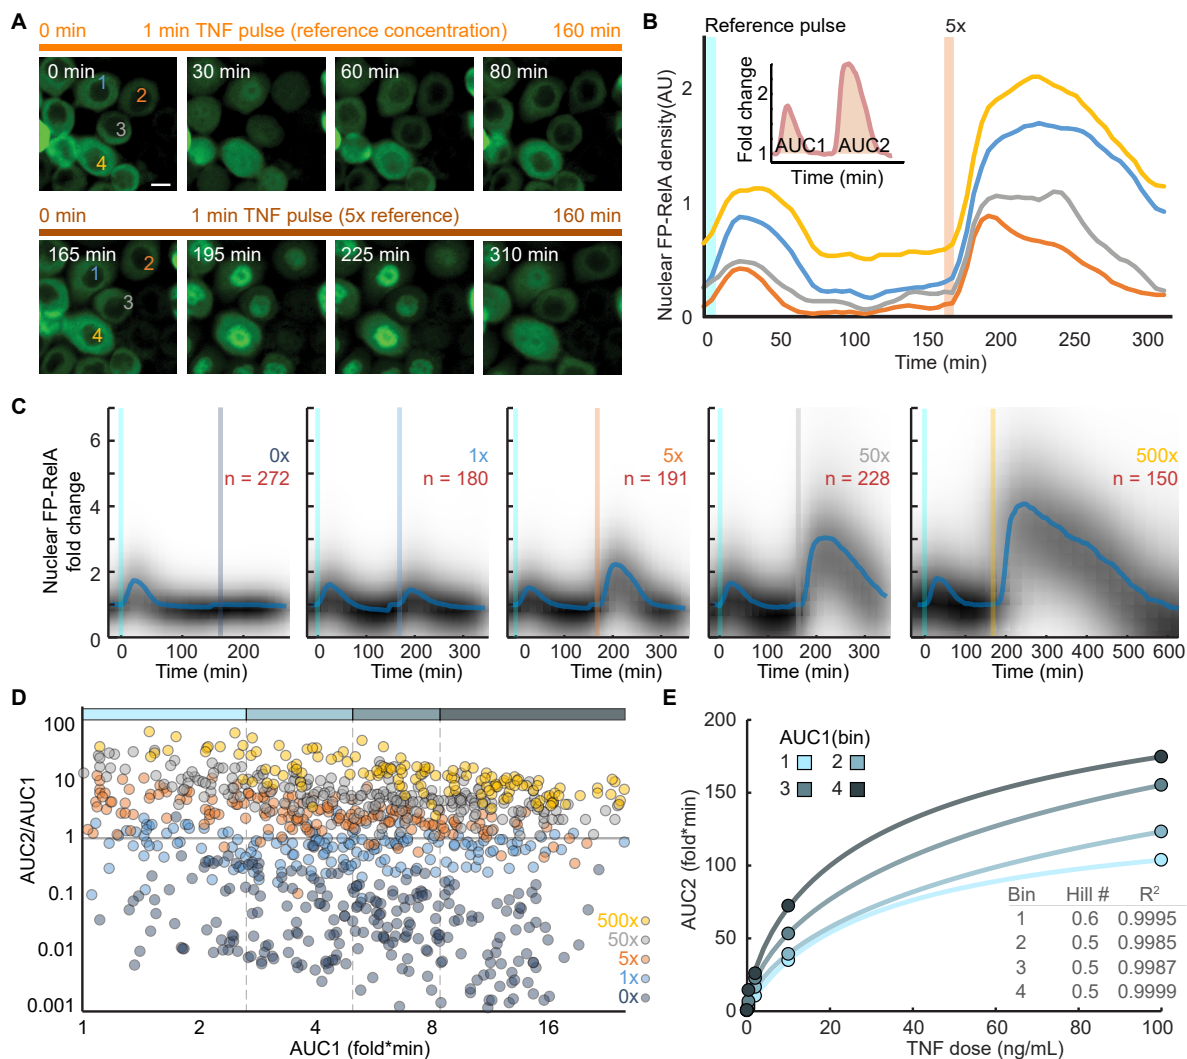 A
0 min 1 min TNF pulse (reference concentration) 160 min
0 min 30 min 60 min 80 min
1
2
3
4
0 min 1 min TNF pulse (5x reference) 160 min
165 min 195 min 225 min 310 min
1
2
3
4
B
Reference pulse 5x
Nuclear FP-RelA density(AU)
2
1
0
0 50 100 150 200 250 300
Time (min)
Fold change
2
1
AUC1 AUC2
Time (min)
C
Nuclear FP-RelA
fold change
6
4
2
0
0x
n = 272
0 100 200
Time (min)
1x
n = 180
0 100 200 300
Time (min)
5x
n = 191
0 100 200 300
Time (min)
50x
n = 228
0 100 200 300
Time (min)
500x
n = 150
0 100 200 300 400 500 600
Time (min)
D
AUC2/AUC1
100
10
1
0.1
0.01
0.001
500x
50x
5x
1x
0x
1 2 4 8 16
AUC1 (fold*min)
E
AUC2 (fold*min)
200
150
100
50
0
AUC1(bin)
1 2
3 4
Bin Hill # R²
1 0.6 0.9995
2 0.5 0.9985
3 0.5 0.9987
4 0.5 0.9999
0 20 40 60 80 100
TNF dose (ng/mL)